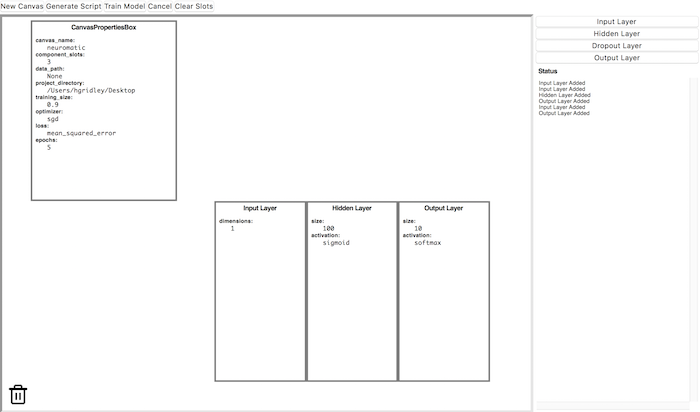 New Canvas Generate Script Train Model Cancel Clear Slots
CanvasPropertiesBox
canvas_name:
neuromatic
component_slots:
3
data_path:
None
project_directory:
/Users/hgridley/Desktop
training_size:
0.9
optimizer:
sgd
loss:
mean_squared_error
epochs:
5
Input Layer
dimensions:
1
Hidden Layer
size:
100
activation:
sigmoid
Output Layer
size:
10
activation:
softmax
Input Layer
Hidden Layer
Dropout Layer
Output Layer
Status
Input Layer Added
Input Layer Added
Hidden Layer Added
Output Layer Added
Input Layer Added
Output Layer Added